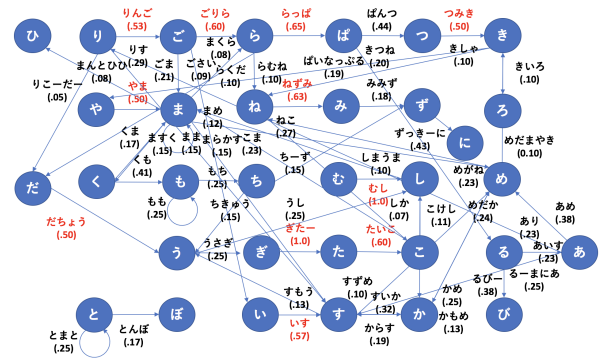 りんご
(.53)
ごりら
(.60)
らっぱ
(.65)
ぱんつ
(.44)
つみき
(.50)
ひ
り
ご
ら
ぱ
つ
き
まくら
(.08)
りす
(.29)
ごま
(.21)
ごさい
(.09)
らくだ
(.10)
らむね
(.10)
ぱいなっぷる
(.19)
きつね
(.20)
きしゃ
(.10)
まんとひひ
(.08)
りこーだー
(.05)
やま
(.50)
ねずみ
(.63)
みみず
(.18)
きいろ
(.10)
や
ま
ね
み
ず
ろ
まめ
(.12)
ねこ
(.27)
ずっきーに
(.43)
に
めだまやき
(0.10)
くま
(.17)
ますく
(.15)
まま
(.15)
まらかす
(.15)
こま
(.23)
ちーず
(.15)
しまうま
(.10)
めがね
(.23)
くも
(.41)
もち
(.25)
むし
(1.0)
だ
く
も
ち
む
し
め
もも
(.25)
ちきゅう
(.15)
うし
(.25)
しか
(.07)
こけし
(.11)
めだか
(.24)
あり
(.23)
あめ
(.38)
だちょう
(.50)
うさぎ
(.25)
ぎたー
(1.0)
たいこ
(.60)
あいす
(.23)
う
ぎ
た
こ
る
あ
すずめ
(.10)
すいか
(.32)
かめ
(.25)
かもめ
(.13)
るびー
(.38)
るーまにあ
(.25)
すもう
(.13)
いす
(.57)
からす
(.19)
と
ぼ
い
す
か
び
とまと
(.25)
とんぼ
(.17)